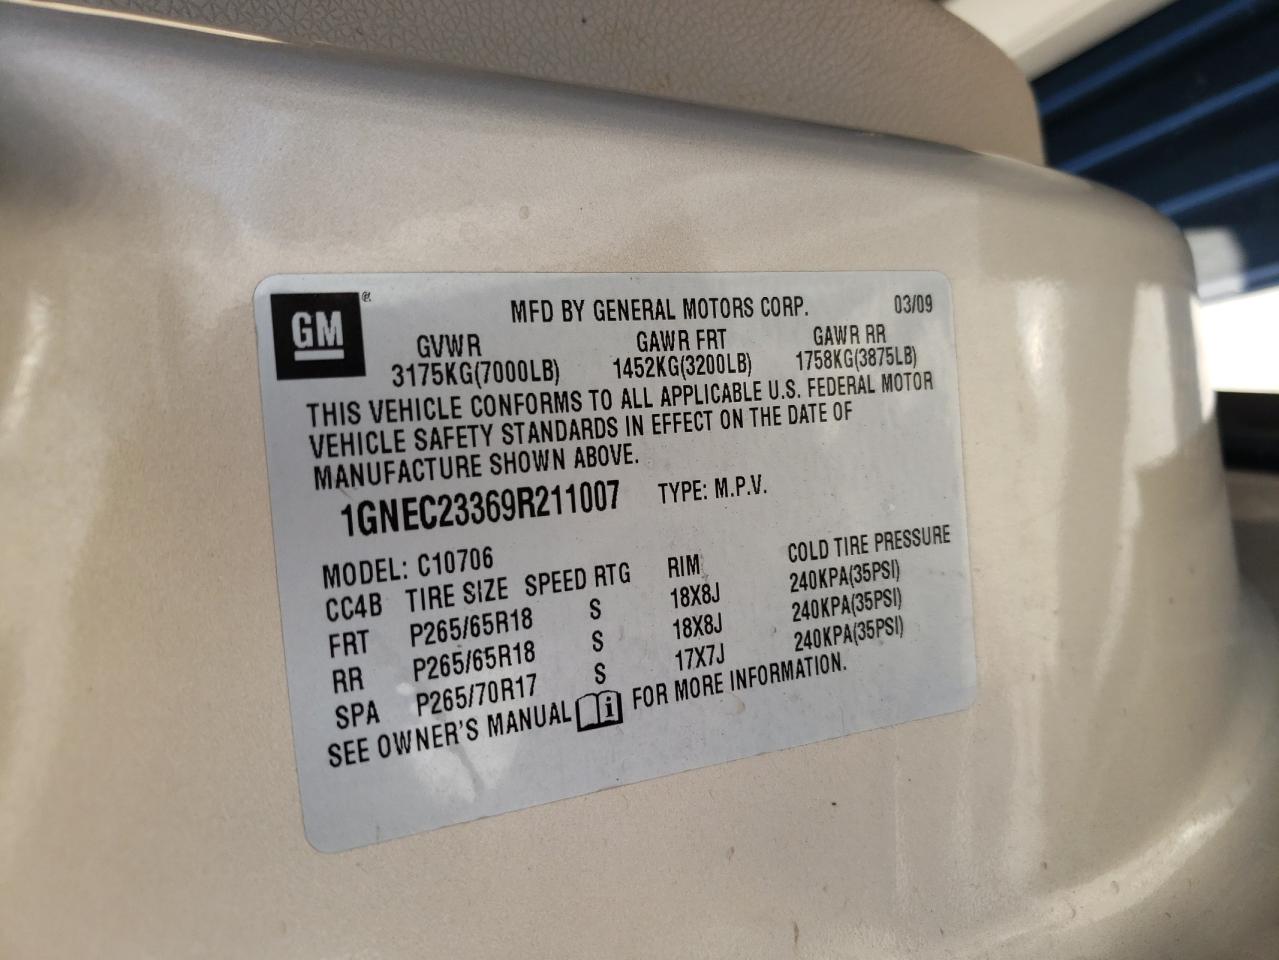 GM ® MFD BY GENERAL MOTORS CORP. 03/09
GVWR GAWR FRT GAWR RR
3175KG(7000LB) 1452KG(3200LB) 1758KG(3875LB)
THIS VEHICLE CONFORMS TO ALL APPLICABLE U.S. FEDERAL MOTOR
VEHICLE SAFETY STANDARDS IN EFFECT ON THE DATE OF
MANUFACTURE SHOWN ABOVE.
1GNEC23369R211007 TYPE: M.P.V.
MODEL: C10706
CC4B TIRE SIZE SPEED RTG RIM COLD TIRE PRESSURE
FRT P265/65R18 S 18X8J 240KPA(35PSI)
RR P265/65R18 S 18X8J 240KPA(35PSI)
SPA P265/70R17 S 17X7J 240KPA(35PSI)
SEE OWNER'S MANUAL i FOR MORE INFORMATION.